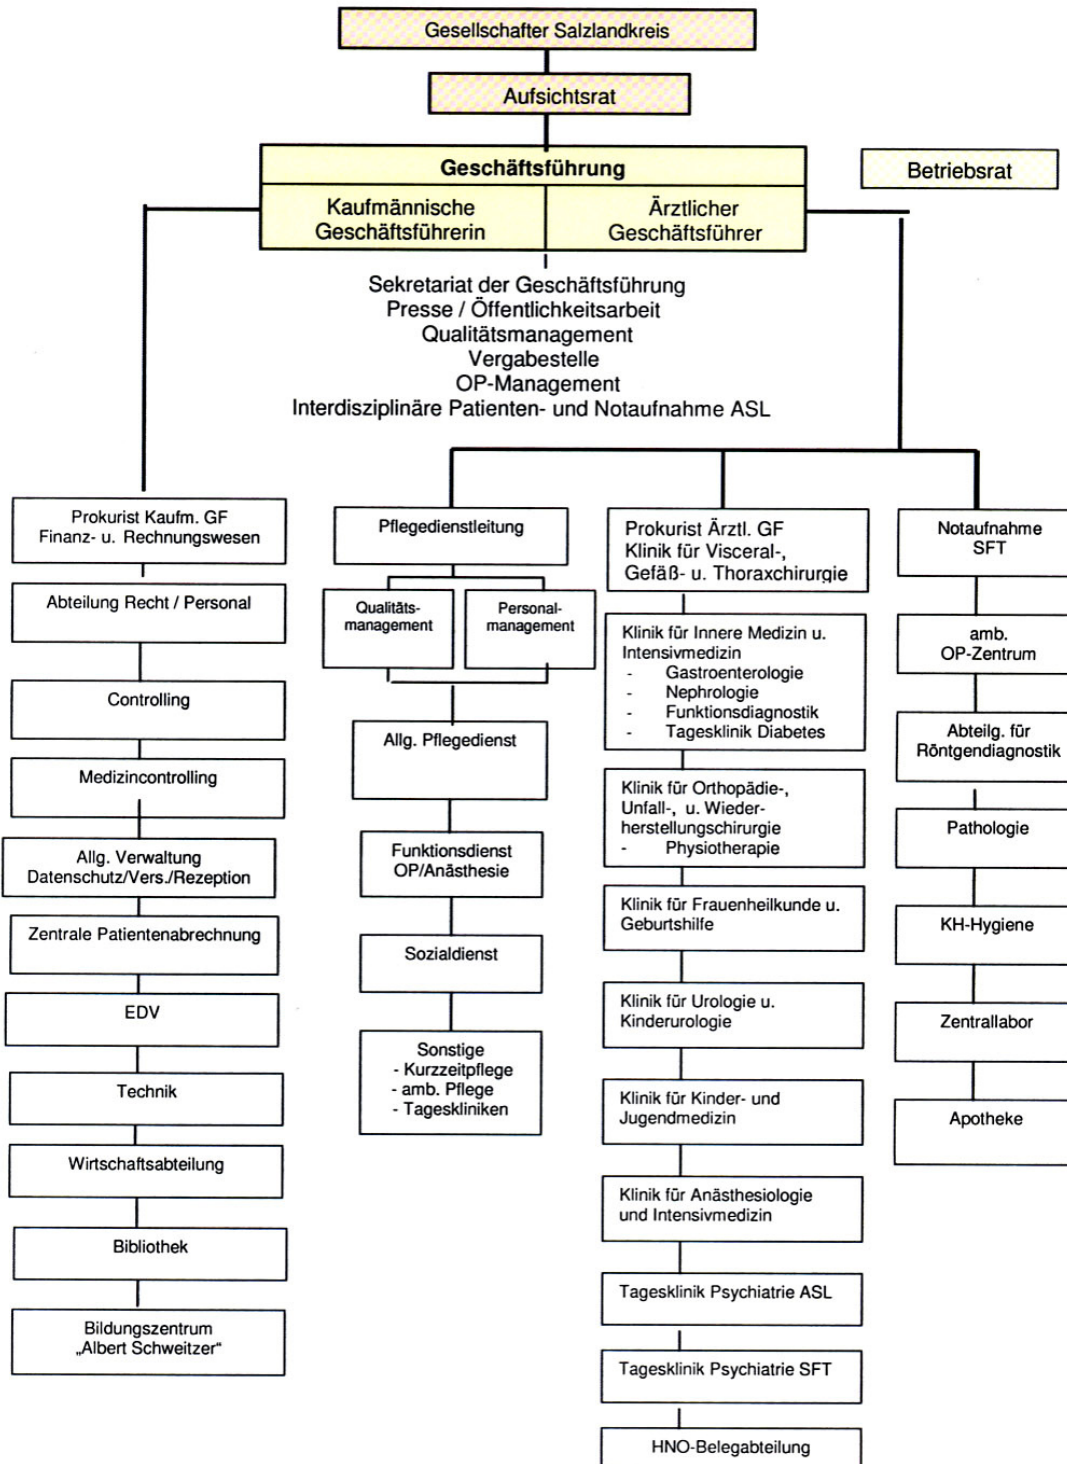 Gesellschafter Salzlandkreis
Aufsichtsrat
Geschäftsführung
Kaufmännische
Geschäftsführerin
Ärztlicher
Geschäftsführer
Betriebsrat
Sekretariat der Geschäftsführung
Presse / Öffentlichkeitsarbeit
Qualitätsmanagement
Vergabestelle
OP-Management
Interdisziplinäre Patienten- und Notaufnahme ASL
Prokurist Kaufm. GF
Finanz- u. Rechnungswesen
Abteilung Recht / Personal
Controlling
Medizincontrolling
Allg. Verwaltung
Datenschutz/Vers./Rezeption
Zentrale Patientenabrechnung
EDV
Technik
Wirtschaftsabteilung
Bibliothek
Bildungszentrum
„Albert Schweitzer“
Pflegedienstleitung
Qualitäts-
management
Personal-
management
Allg. Pflegedienst
Funktionsdienst
OP/Anästhesie
Sozialdienst
Sonstige
- Kurzzeitpflege
- amb. Pflege
- Tageskliniken
Prokurist Ärztl. GF
Klinik für Visceral-,
Gefäß- u. Thoraxchirurgie
Klinik für Innere Medizin u.
Intensivmedizin
- Gastroenterologie
- Nephrologie
- Funktionsdiagnostik
- Tagesklinik Diabetes
Klinik für Orthopädie-,
Unfall-, u. Wieder-
herstellungschirurgie
- Physiotherapie
Klinik für Frauenheilkunde u.
Geburtshilfe
Klinik für Urologie u.
Kinderurologie
Klinik für Kinder- und
Jugendmedizin
Klinik für Anästhesiologie
und Intensivmedizin
Tagesklinik Psychiatrie ASL
Tagesklinik Psychiatrie SFT
HNO-Belegabteilung
Notaufnahme
SFT
amb.
OP-Zentrum
Abteilg. für
Röntgendiagnostik
Pathologie
KH-Hygiene
Zentrallabor
Apotheke